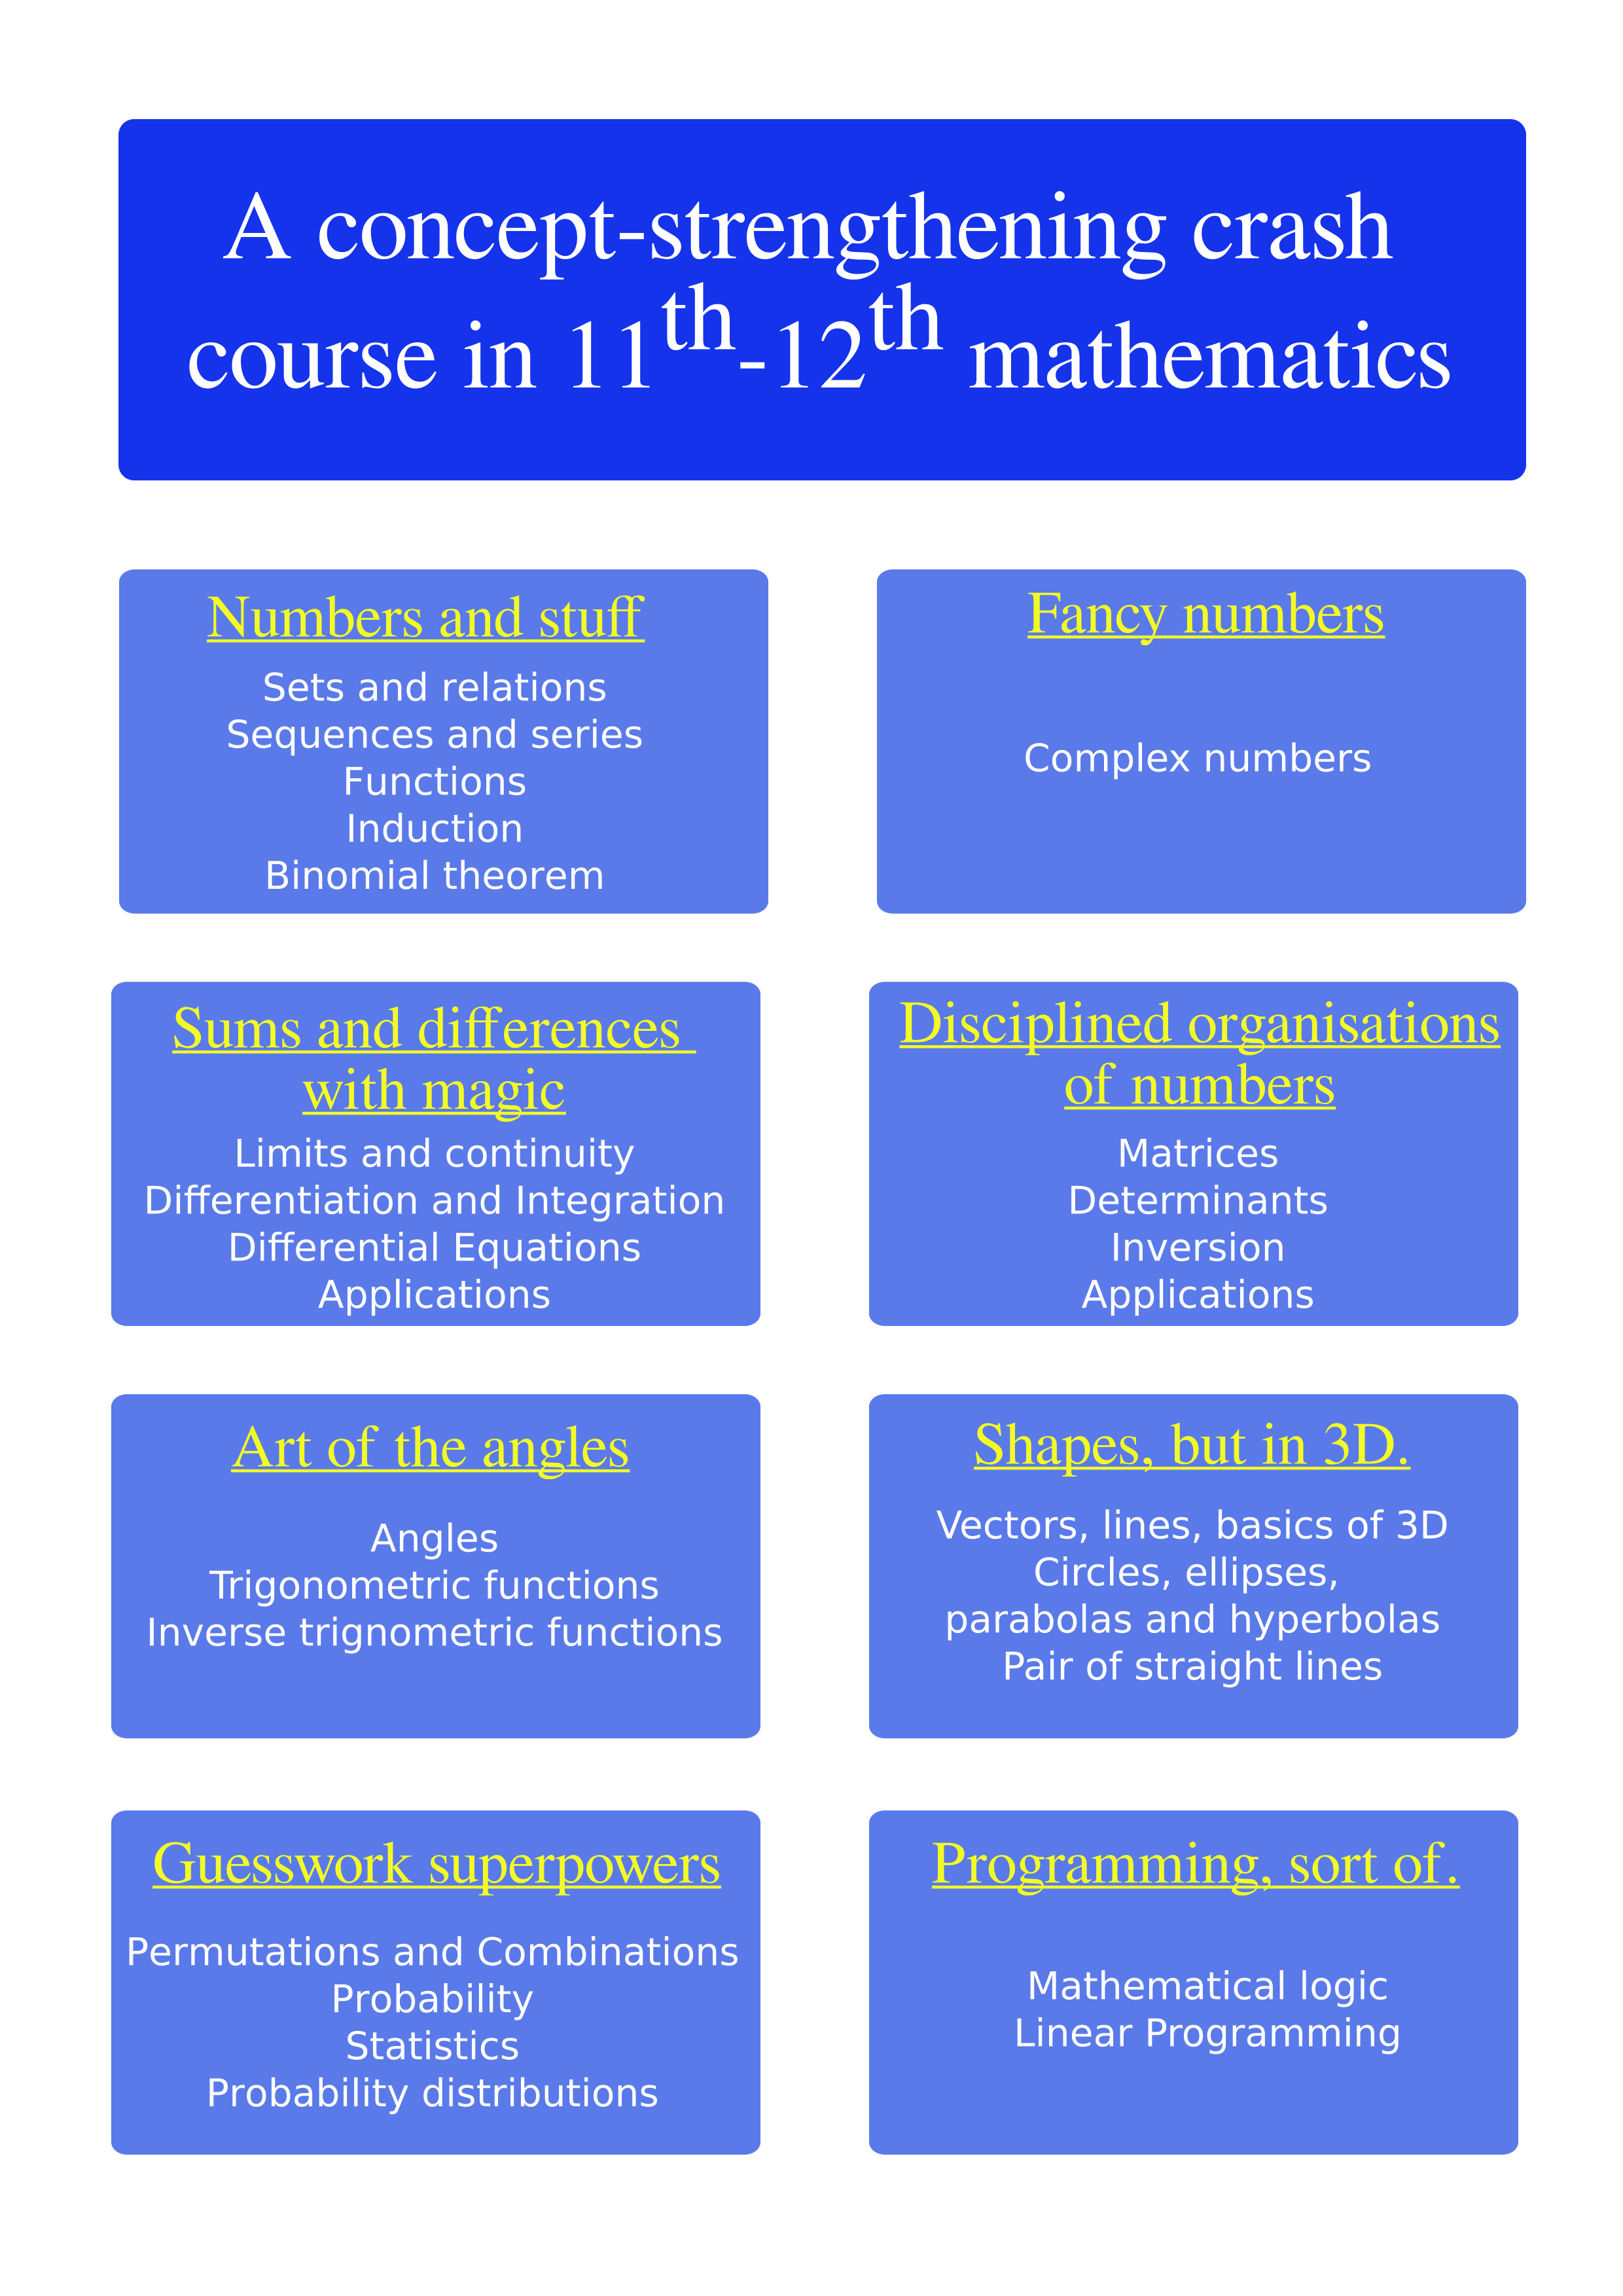 A concept-strengthening crash
course in 11th-12th mathematics
Numbers and stuff
Sets and relations
Sequences and series
Functions
Induction
Binomial theorem
Fancy numbers
Complex numbers
Sums and differences
with magic
Limits and continuity
Differentiation and Integration
Differential Equations
Applications
Disciplined organisations
of numbers
Matrices
Determinants
Inversion
Applications
Art of the angles
Angles
Trigonometric functions
Inverse trignometric functions
Shapes, but in 3D.
Vectors, lines, basics of 3D
Circles, ellipses,
parabolas and hyperbolas
Pair of straight lines
Guesswork superpowers
Permutations and Combinations
Probability
Statistics
Probability distributions
Programming, sort of.
Mathematical logic
Linear Programming